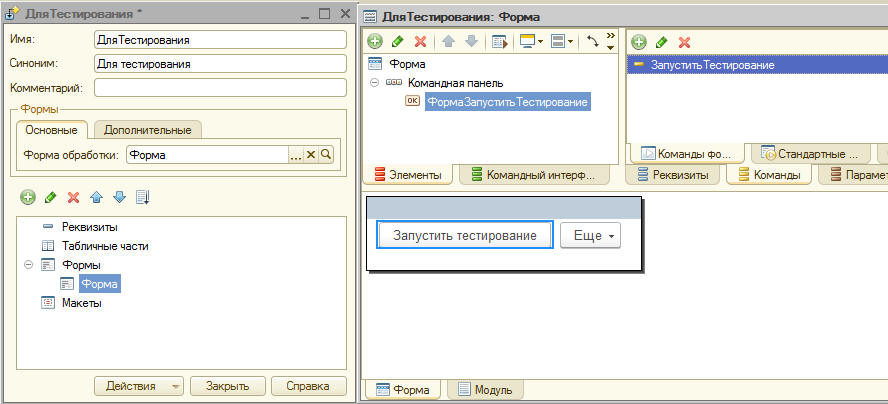 ДляТестирования *
Имя:
ДляТестирования
Синоним:
Для тестирования
Комментарий:
Формы
Основные
Дополнительные
Форма обработки:
Форма
Реквизиты
Табличные части
Формы
Форма
Макеты
Действия
Закрыть
Справка
ДляТестирования: Форма
Форма
Командная панель
OK
ФормаЗапуститьТестирование
Элементы
Командный интерф...
ЗапуститьТестирование
Команды фо...
Стандартные ...
Реквизиты
Команды
Парамет
Запустить тестирование
Еще
Форма
Модуль